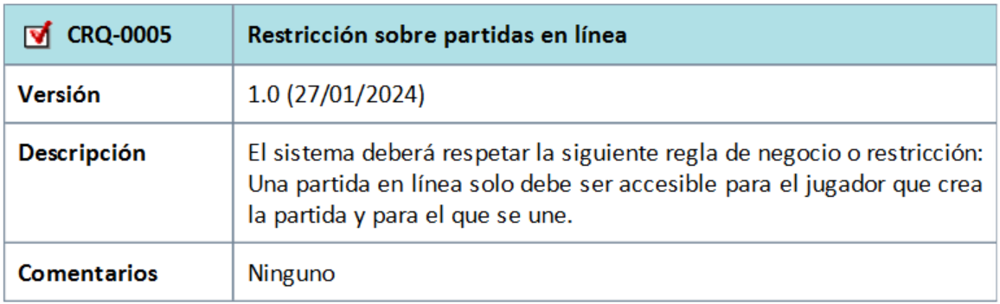 CRQ-0005 Restricción sobre partidas en línea
Versión 1.0 (27/01/2024)
Descripción El sistema deberá respetar la siguiente regla de negocio o restricción:
Una partida en línea solo debe ser accesible para el jugador que crea
la partida y para el que se une.
Comentarios Ninguno